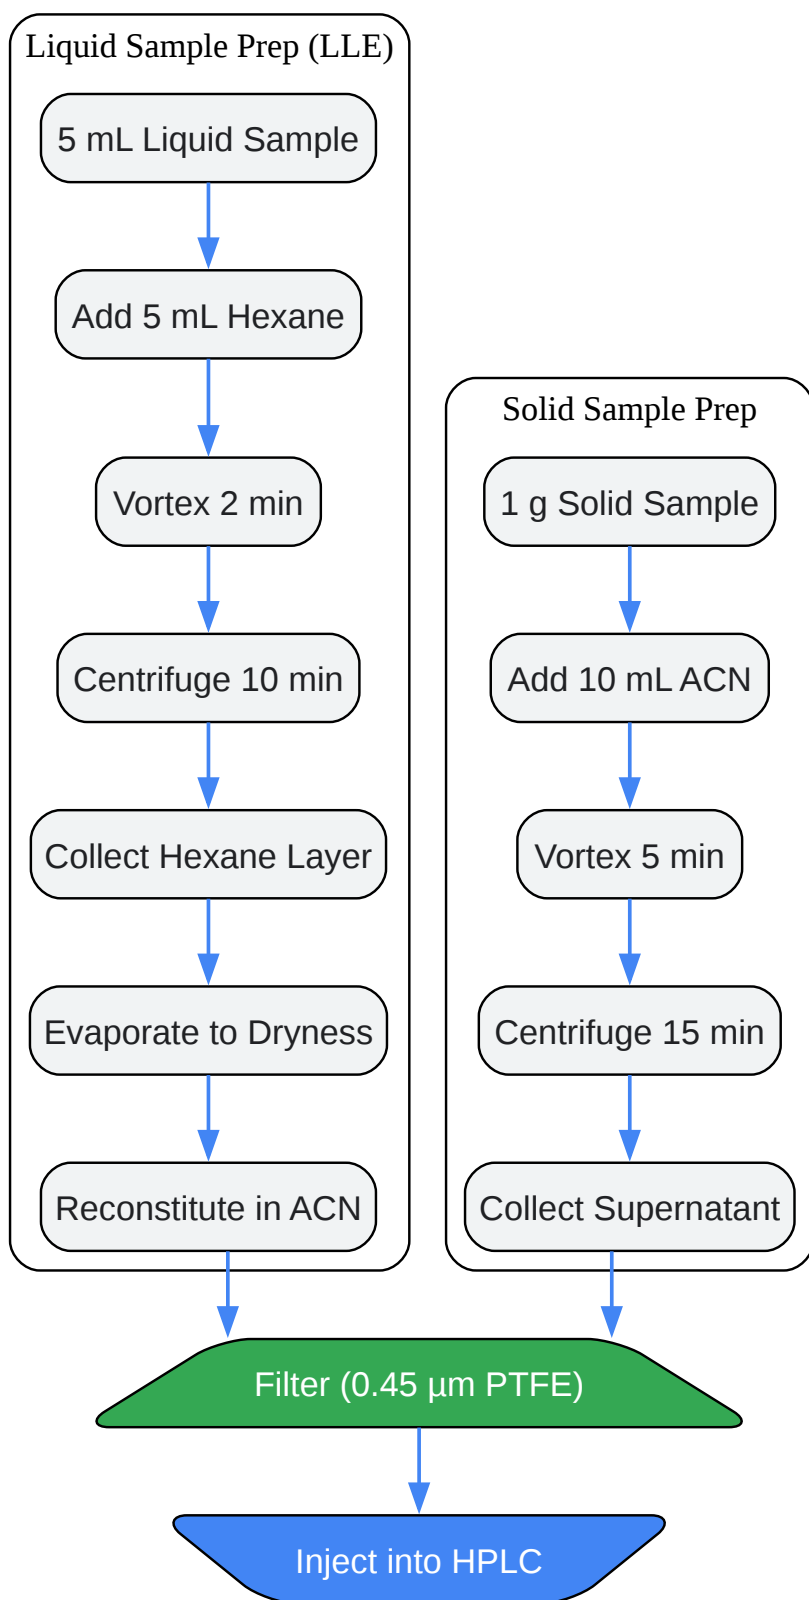 Liquid Sample Prep (LLE)
5 mL Liquid Sample
Add 5 mL Hexane
Vortex 2 min
Centrifuge 10 min
Collect Hexane Layer
Evaporate to Dryness
Reconstitute in ACN
Solid Sample Prep
1 g Solid Sample
Add 10 mL ACN
Vortex 5 min
Centrifuge 15 min
Collect Supernatant
Filter (0.45 µm PTFE)
Inject into HPLC